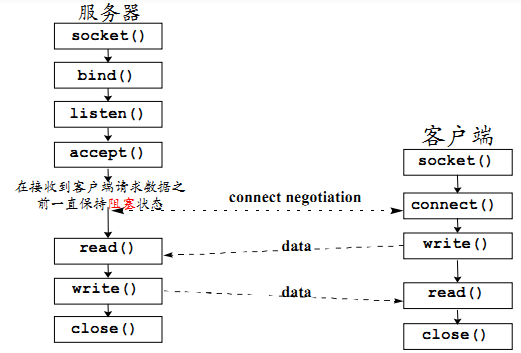 服务器
socket()
bind()
listen()
accept()
在接收到客户端请求数据之
前一直保持阻塞状态
read()
write()
close()
connect negotiation
data
data
客户端
socket()
connect()
write()
read()
close()